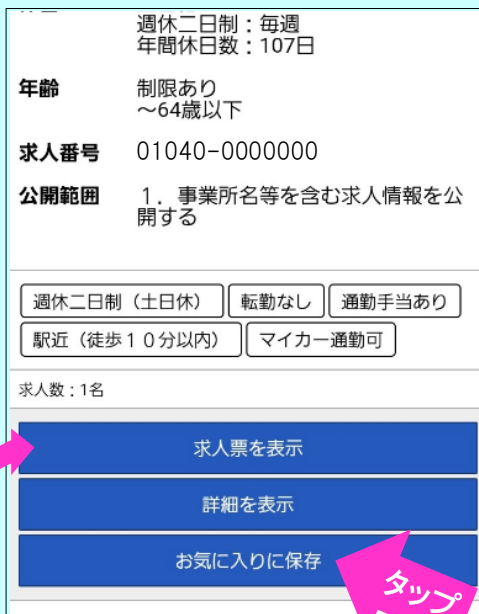 週休二日制：毎週
年間休日数：107日
年齢 制限あり
～64歳以下
求人番号 01040-0000000
公開範囲 １．事業所名等を含む求人情報を公
開する
週休二日制（土日休） 転勤なし 通勤手当あり
駅近（徒歩１０分以内） マイカー通勤可
求人数：1名
求人票を表示
詳細を表示
お気に入りに保存
タップ